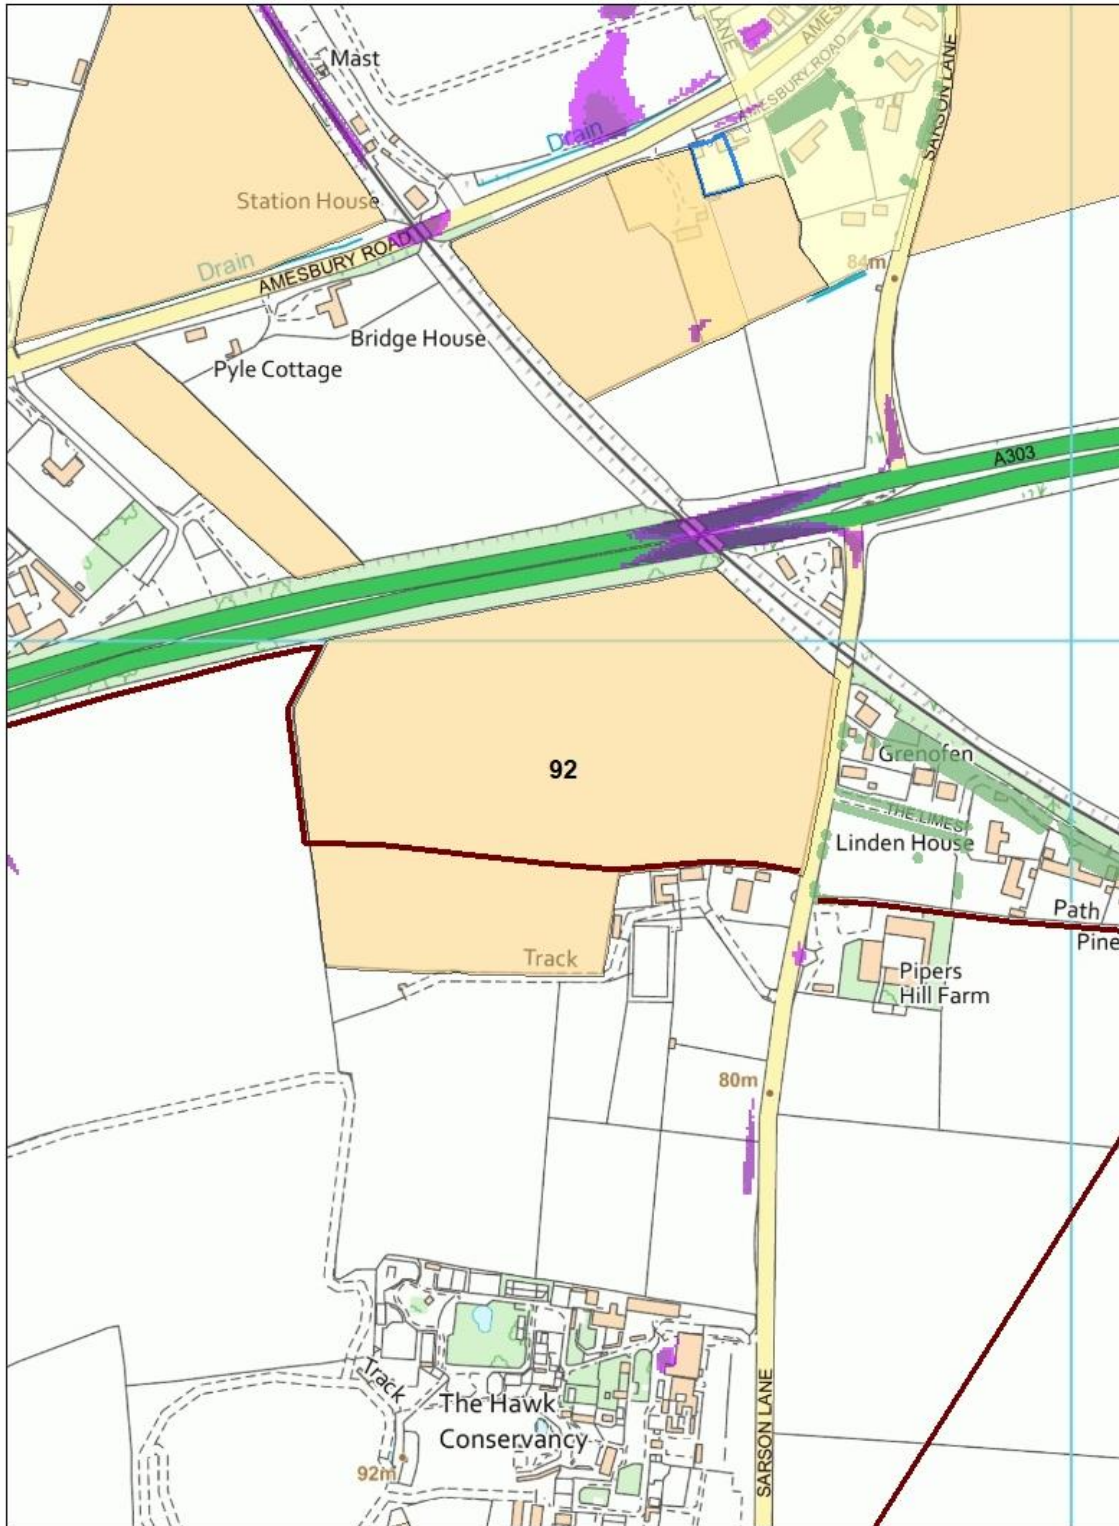 LANE
AMESBURY ROAD
AMESBURY ROAD
SARSON LANE
Mast
Drain
Station House
Drain
AMESBURY ROAD
84m
Bridge House
Pyle Cottage
A303
92
Grenofen
THE LIMES
Linden House
Path
Pine
Track
Pipers
Hill Farm
80m
Track
The Hawk
Conservancy
92m
SARSON LANE